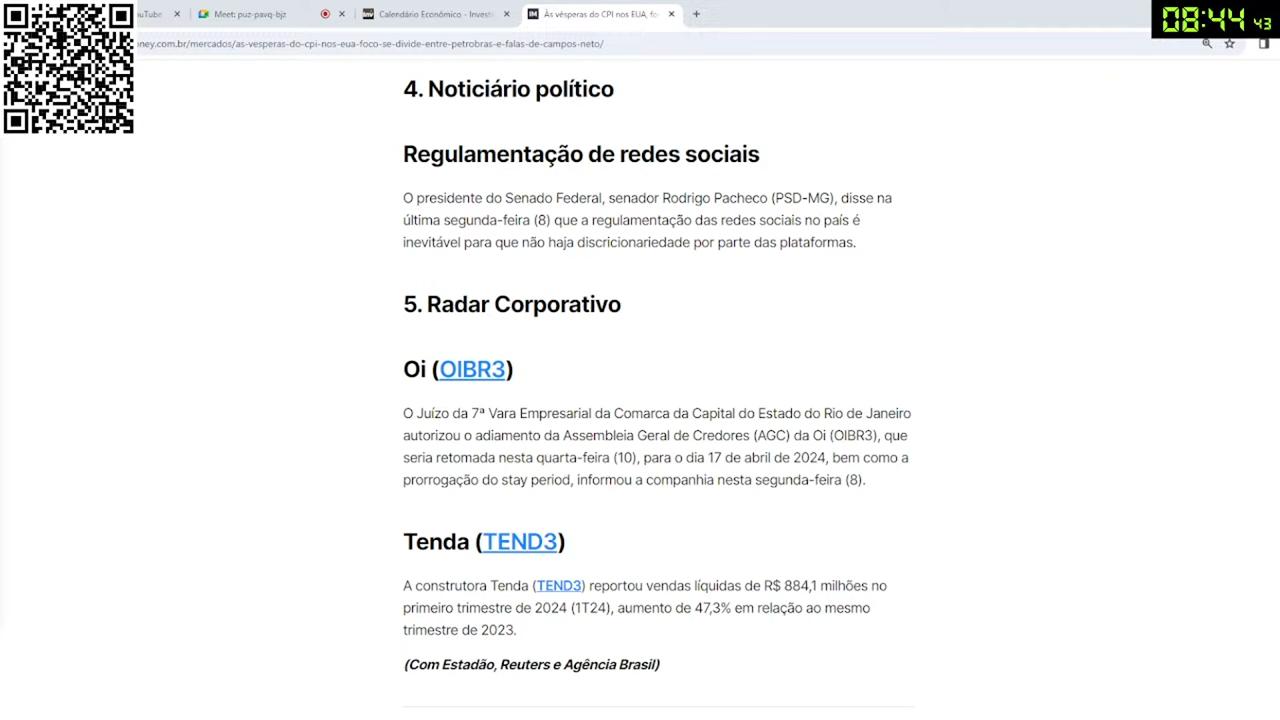 uTube
Meet: puz-pavq-bjz
Calendário Econômico - Investi
Às vésperas do CPI nos EUA, fo
08:44 43
ney.com.br/mercados/as-vesperas-do-cpi-nos-eua-foco-se-divide-entre-petrobras-e-falas-de-campos-neto/
4. Noticiário político
Regulamentação de redes sociais
O presidente do Senado Federal, senador Rodrigo Pacheco (PSD-MG), disse na
última segunda-feira (8) que a regulamentação das redes sociais no país é
inevitável para que não haja discricionariedade por parte das plataformas.
5. Radar Corporativo
Oi (OIBR3)
O Juízo da 7ª Vara Empresarial da Comarca da Capital do Estado do Rio de Janeiro
autorizou o adiamento da Assembleia Geral de Credores (AGC) da Oi (OIBR3), que
seria retomada nesta quarta-feira (10), para o dia 17 de abril de 2024, bem como a
prorrogação do stay period, informou a companhia nesta segunda-feira (8).
Tenda (TEND3)
A construtora Tenda (TEND3) reportou vendas líquidas de R$ 884,1 milhões no
primeiro trimestre de 2024 (1T24), aumento de 47,3% em relação ao mesmo
trimestre de 2023.
(Com Estadão, Reuters e Agência Brasil)